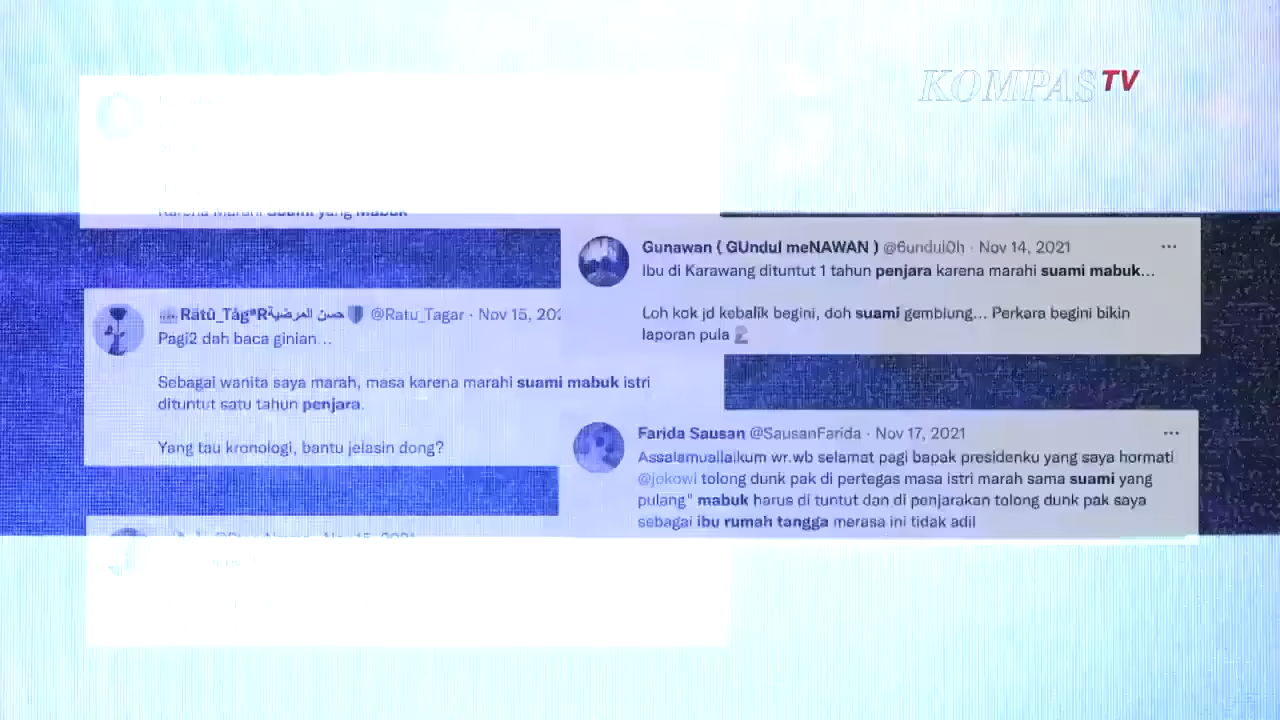 KOMPAS TV
Karena Marahi Suami yang Mabuk
Gunawan ( GUndul meNAWAN ) @6undul0h · Nov 14, 2021
Ibu di Karawang dituntut 1 tahun penjara karena marahi suami mabuk...
Loh kok jd kebalik begini, doh suami gemblung... Perkara begini bikin
laporan pula
Ratû_Tåg*Rحسن المرضية @Ratu_Tagar · Nov 15, 202
Pagi2 dah baca ginian...
Sebagai wanita saya marah, masa karena marahi suami mabuk istri
dituntut satu tahun penjara.
Yang tau kronologi, bantu jelasin dong?
Farida Sausan @SausanFarida · Nov 17, 2021
Assalamuallaikum wr.wb selamat pagi bapak presidenku yang saya hormati
@jokowi tolong dunk pak di pertegas masa istri marah sama suami yang
pulang" mabuk harus di tuntut dan di penjarakan tolong dunk pak saya
sebagai ibu rumah tangga merasa ini tidak adil
Nov 15, 2021